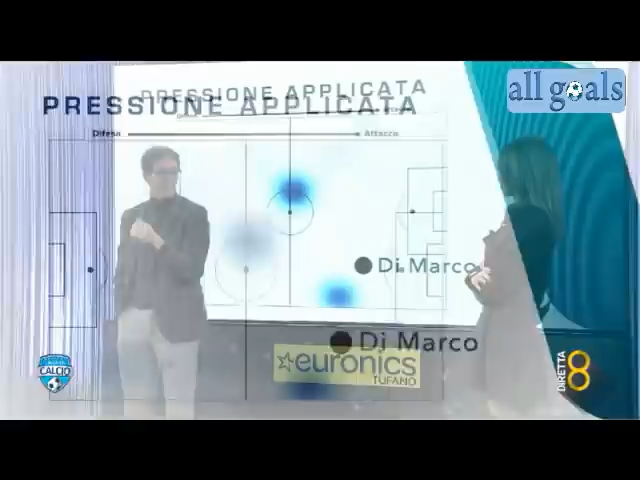 all goals
PRESSIONE APPLICATA
PRESSIONE APPLICATA
Difesa
Attacco
Di Marco
Di Marco
euronics
TUFANO
CALCIO
DIRETTA
8